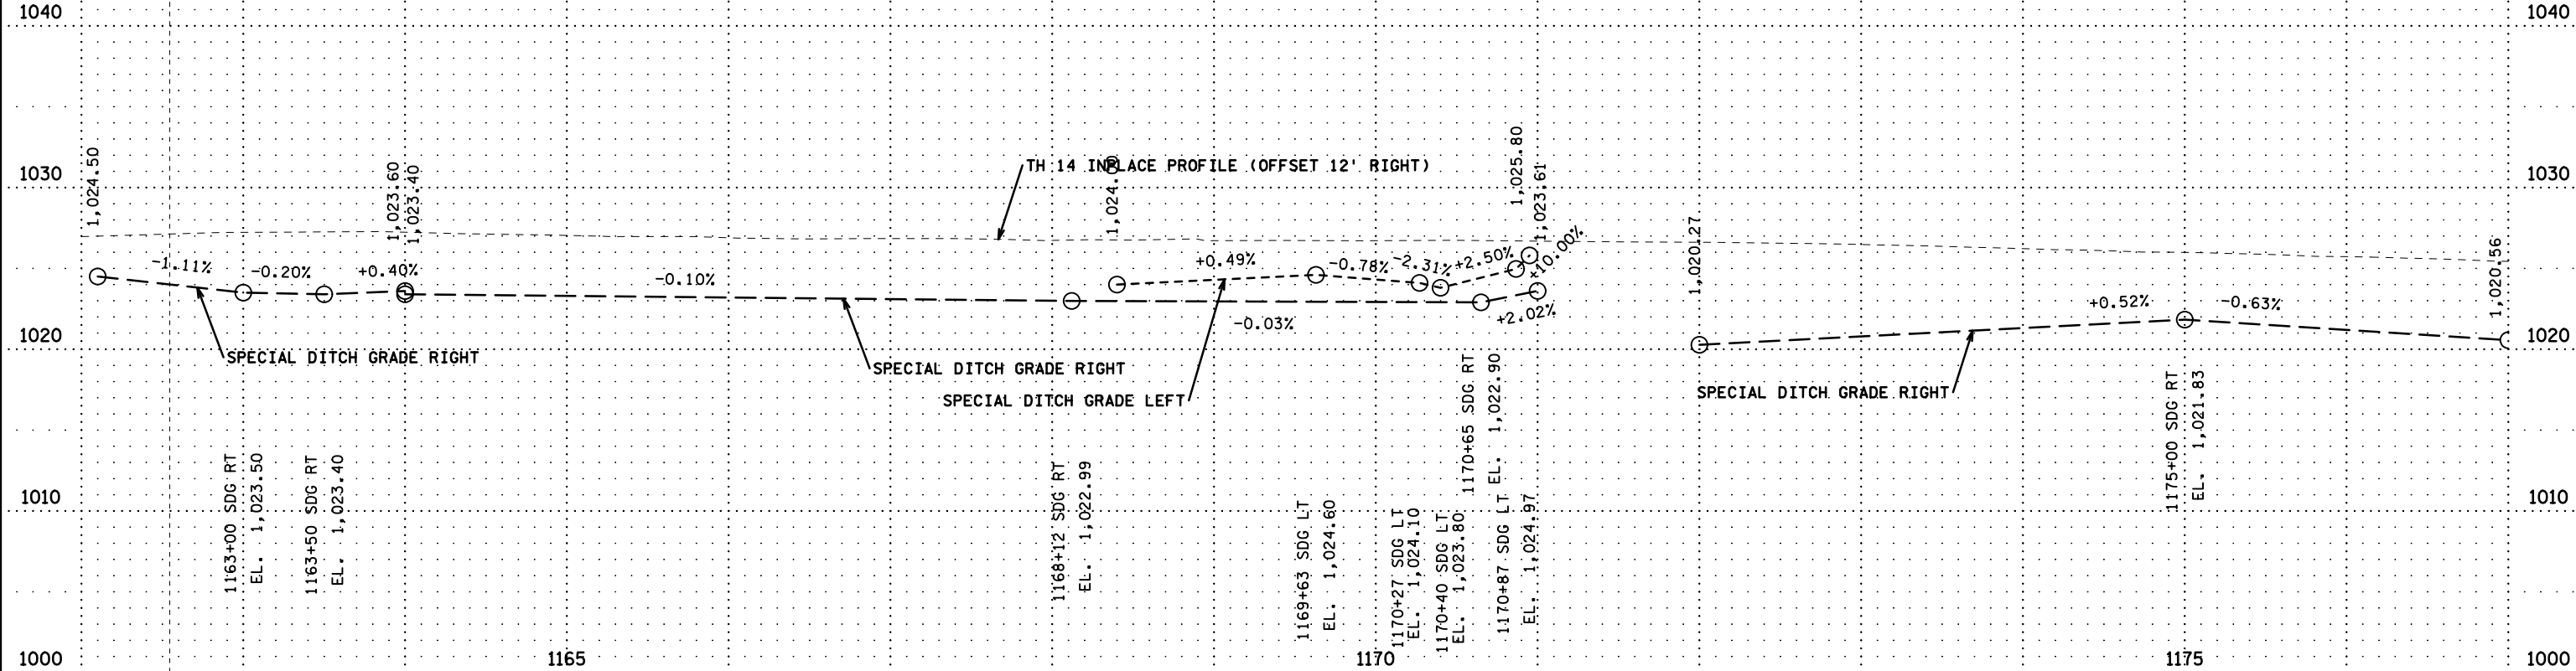 1040
1040
1030
1030
1020
1020
1010
1010
1000
1165
1170
1175
1000
1,024.50
1,023.60
1,023.40
1,025.80
1,023.61
1,020.27
1,020.56
TH 14 INPLACE PROFILE (OFFSET 12' RIGHT)
-1.11%
-0.20%
+0.40%
-0.10%
+0.49%
-0.78%
-2.31%
+2.50%
+10.00%
-0.03%
+2.02%
+0.52%
-0.63%
SPECIAL DITCH GRADE RIGHT
SPECIAL DITCH GRADE RIGHT
SPECIAL DITCH GRADE LEFT
SPECIAL DITCH GRADE RIGHT
1163+00 SDG RT
EL. 1,023.50
1163+50 SDG RT
EL. 1,023.40
1168+12 SDG RT
EL. 1,022.99
1169+63 SDG LT
EL. 1,024.60
1170+27 SDG LT
EL. 1,024.10
1170+40 SDG LT
EL. 1,023.80
1170+65 SDG RT
EL. 1,022.90
1170+87 SDG LT
EL. 1,024.97
1175+00 SDG RT
EL. 1,021.83